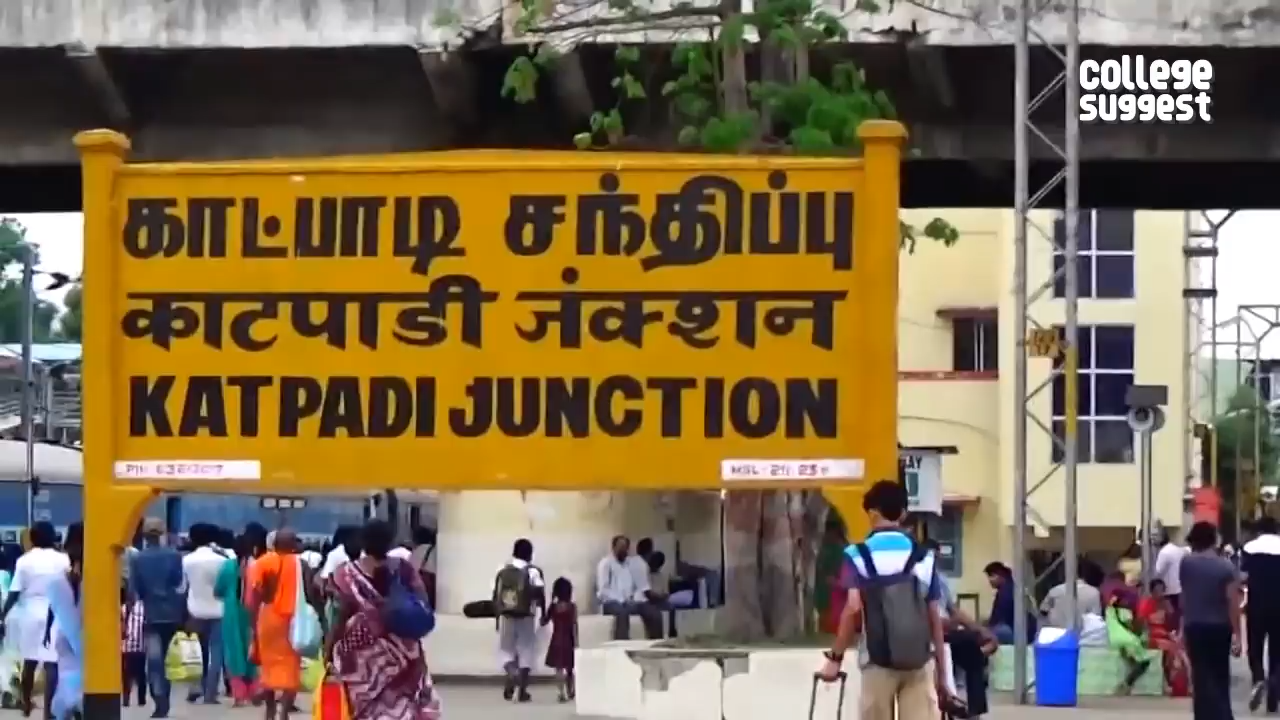 college
suggest
காட்பாடி சந்திப்பு
काटपाडी जंक्शन
KATPADI JUNCTION